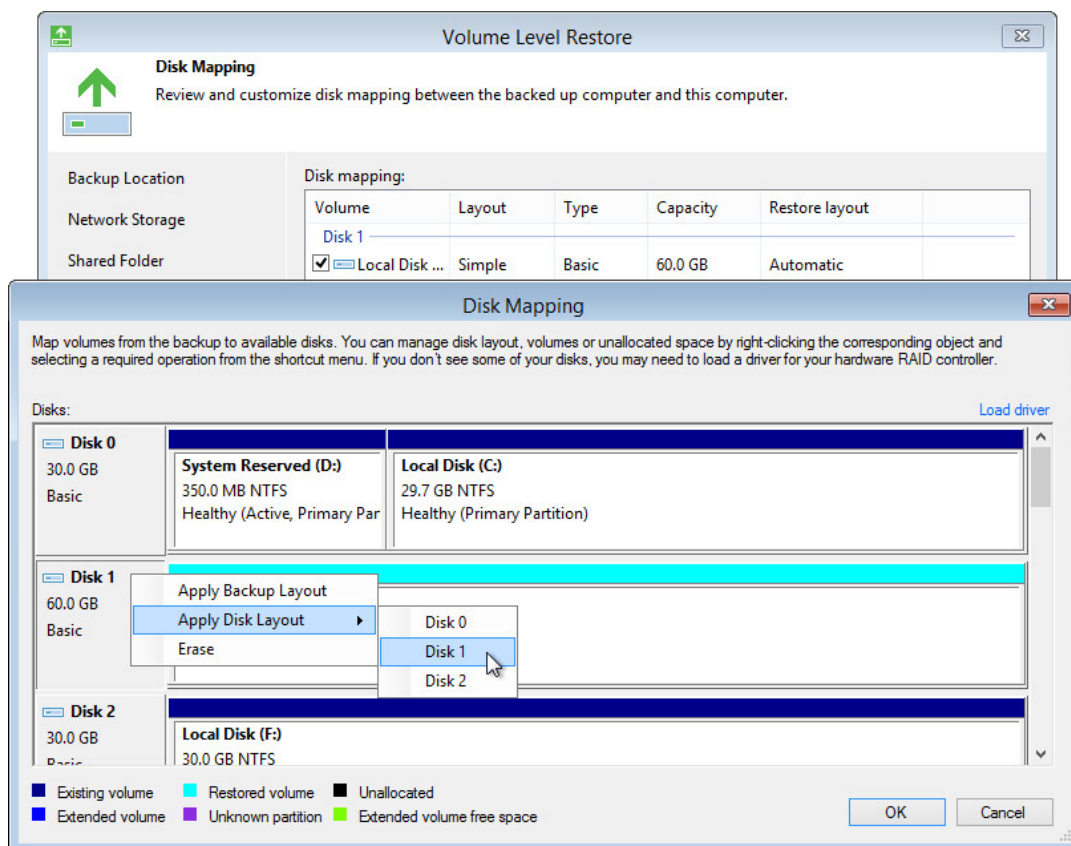 Volume Level Restore
Disk Mapping
Review and customize disk mapping between the backed up computer and this computer.
Backup Location
Network Storage
Shared Folder
Disk mapping:
Volume Layout Type Capacity Restore layout
Disk 1
Local Disk ... Simple Basic 60.0 GB Automatic
Disk Mapping
Map volumes from the backup to available disks. You can manage disk layout, volumes or unallocated space by right-clicking the corresponding object and
selecting a required operation from the shortcut menu. If you don't see some of your disks, you may need to load a driver for your hardware RAID controller.
Disks: Load driver
Disk 0
30.0 GB
Basic
System Reserved (D:)
350.0 MB NTFS
Healthy (Active, Primary Par
Local Disk (C:)
29.7 GB NTFS
Healthy (Primary Partition)
Disk 1
60.0 GB
Basic
Apply Backup Layout
Apply Disk Layout
Erase
Disk 0
Disk 1
Disk 2
Disk 2
30.0 GB
Basic
Local Disk (F:)
30.0 GB NTFS
Existing volume Restored volume Unallocated
Extended volume Unknown partition Extended volume free space
OK Cancel